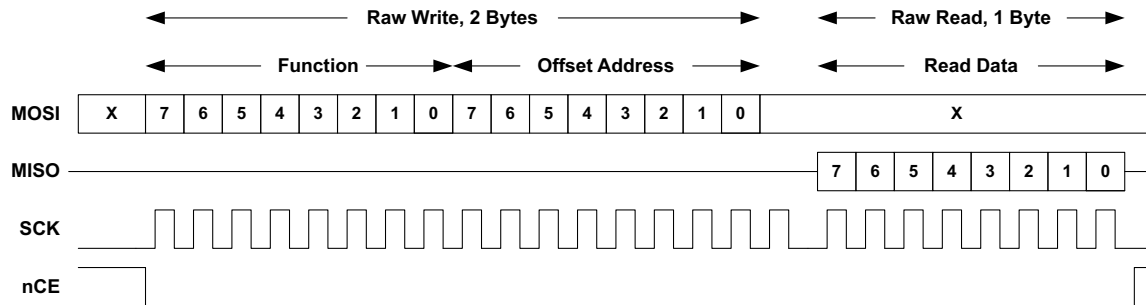 Raw Write, 2 Bytes Raw Read, 1 Byte
Function Offset Address Read Data
MOSI X 7 6 5 4 3 2 1 0 7 6 5 4 3 2 1 0 X
MISO 7 6 5 4 3 2 1 0
SCK
nCE